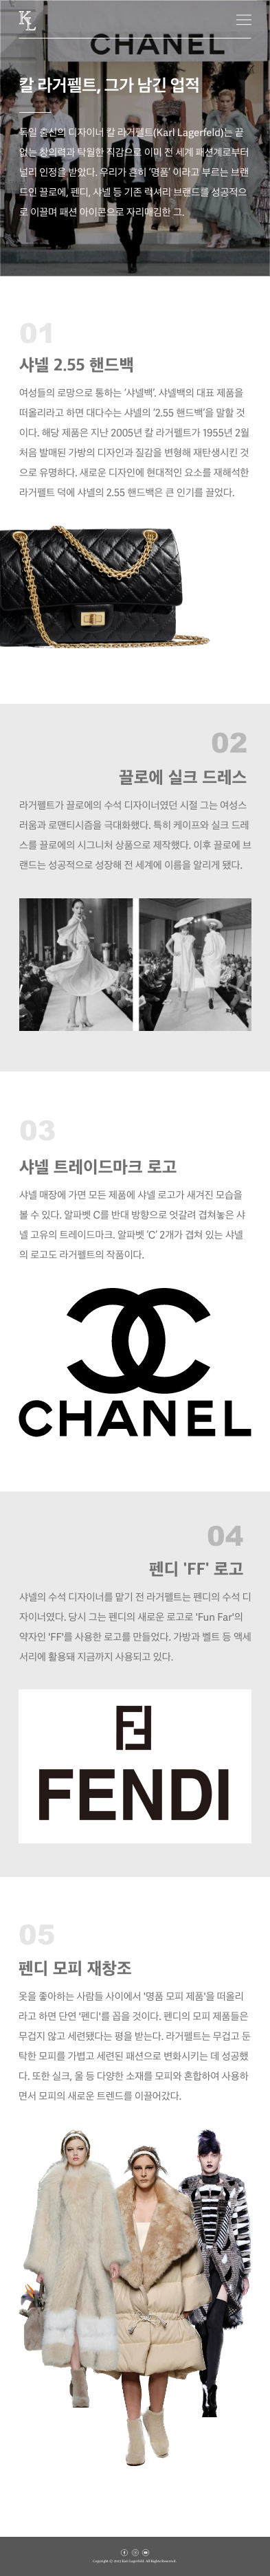 KL
CHANEL
칼 라거펠트, 그가 남긴 업적
독일 출신의 디자이너 칼 라거펠트(Karl Lagerfeld)는 끝
없는 창의력과 탁월한 직감으로 이미 전 세계 패션계로부터
널리 인정을 받았다. 우리가 흔히 '명품' 이라고 부르는 브랜
드인 끌로에, 펜디, 샤넬 등 기존 럭셔리 브랜드를 성공적으
로 이끌며 패션 아이콘으로 자리매김한 그.
01
샤넬 2.55 핸드백
여성들의 로망으로 통하는 '샤넬백'. 샤넬백의 대표 제품을
떠올리라고 하면 대다수는 샤넬의 '2.55 핸드백'을 말할 것
이다. 해당 제품은 지난 2005년 칼 라거펠트가 1955년 2월
처음 발매된 가방의 디자인과 질감을 변형해 재탄생시킨 것
으로 유명하다. 새로운 디자인에 현대적인 요소를 재해석한
라거펠트 덕에 샤넬의 2.55 핸드백은 큰 인기를 끌었다.
02
끌로에 실크 드레스
라거펠트가 끌로에의 수석 디자이너였던 시절 그는 여성스
러움과 로맨티시즘을 극대화했다. 특히 케이프와 실크 드레
스를 끌로에의 시그니처 상품으로 제작했다. 이후 끌로에 브
랜드는 성공적으로 성장해 전 세계에 이름을 알리게 됐다.
03
샤넬 트레이드마크 로고
샤넬 매장에 가면 모든 제품에 샤넬 로고가 새겨진 모습을
볼 수 있다. 알파벳 C를 반대 방향으로 엇갈려 겹쳐놓은 샤
넬 고유의 트레이드마크. 알파벳 'C' 2개가 겹쳐 있는 샤넬
의 로고도 라거펠트의 작품이다.
CHANEL
04
펜디 'FF' 로고
샤넬의 수석 디자이너를 맡기 전 라거펠트는 펜디의 수석 디
자이너였다. 당시 그는 펜디의 새로운 로고로 'Fun Far'의
약자인 'FF'를 사용한 로고를 만들었다. 가방과 벨트 등 액세
서리에 활용돼 지금까지 사용되고 있다.
FF
FENDI
05
펜디 모피 재창조
옷을 좋아하는 사람들 사이에서 '명품 모피 제품'을 떠올리
라고 하면 단연 '펜디'를 꼽을 것이다. 펜디의 모피 제품들은
무겁지 않고 세련됐다는 평을 받는다. 라거펠트는 무겁고 둔
탁한 모피를 가볍고 세련된 패션으로 변화시키는 데 성공했
다. 또한 실크, 울 등 다양한 소재를 모피와 혼합하여 사용하
면서 모피의 새로운 트렌드를 이끌어갔다.